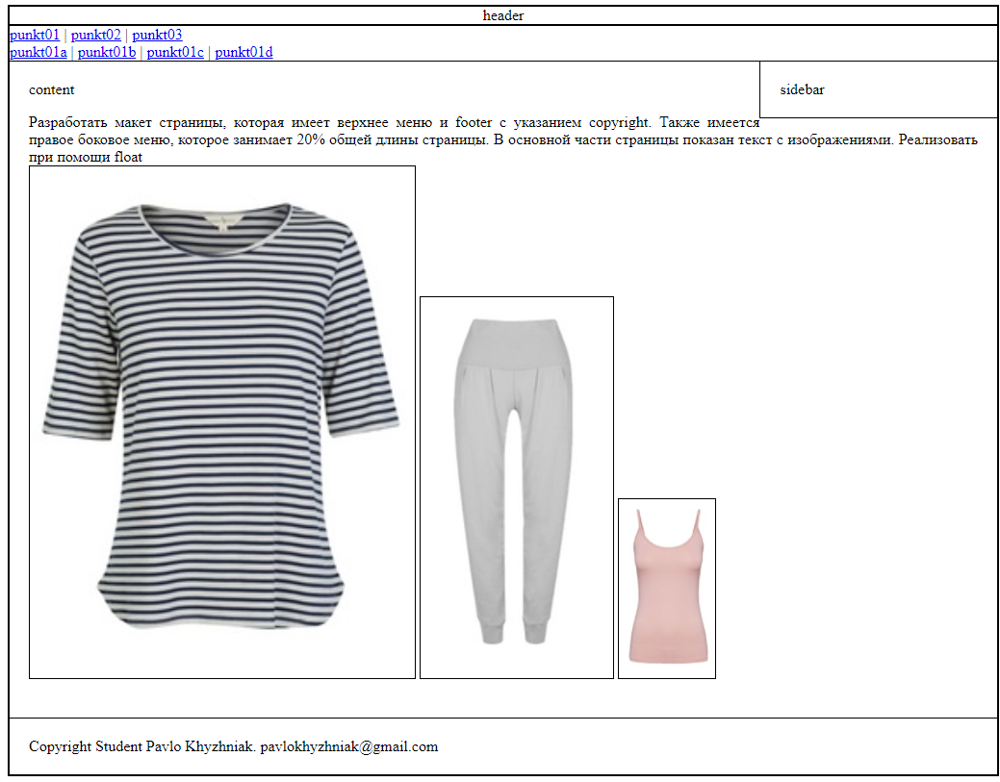 header
punkt01 | punkt02 | punkt03
punkt01a | punkt01b | punkt01c | punkt01d
content
sidebar
Разработать макет страницы, которая имеет верхнее меню и footer с указанием copyright. Также имеется
правое боковое меню, которое занимает 20% общей длины страницы. В основной части страницы показан текст с изображениями. Реализовать
при помощи float
Copyright Student Pavlo Khyzhniak. pavlokhyzhniak@gmail.com